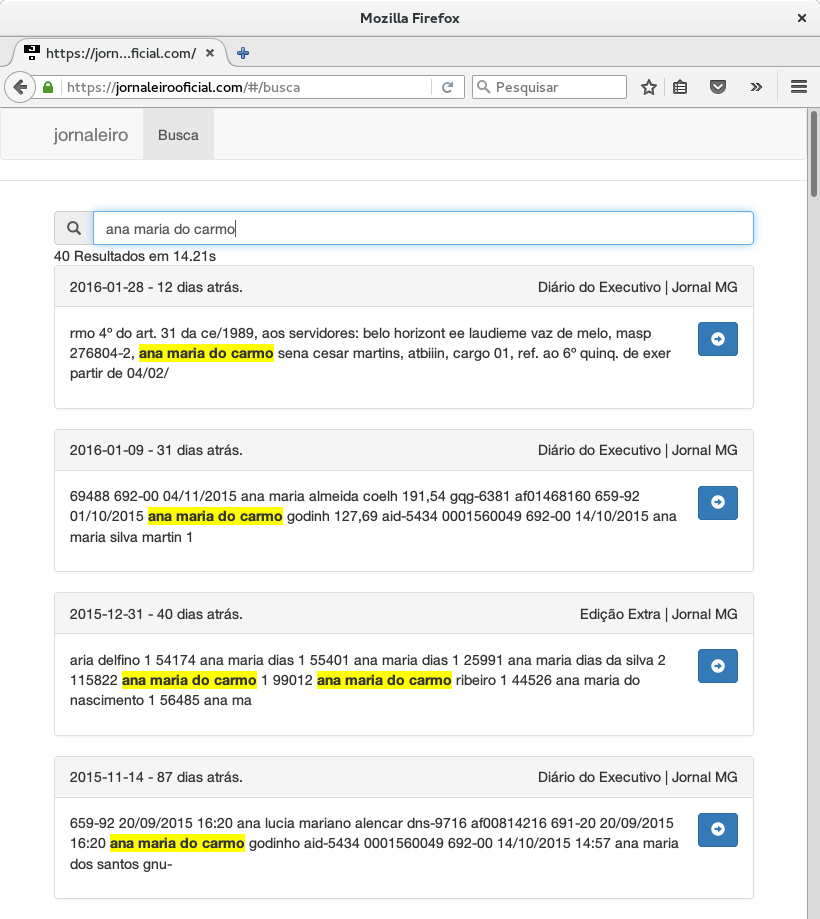 Mozilla Firefox
https://jorn...ficial.com/
https://jornaleirooficial.com/#/busca
Pesquisar
jornaleiro
Busca
ana maria do carmo
40 Resultados em 14.21s
2016-01-28 - 12 dias atrás.
Diário do Executivo | Jornal MG
rmo 4º do art. 31 da ce/1989, aos servidores: belo horizont ee laudieme vaz de melo, masp
276804-2, ana maria do carmo sena cesar martins, atbiiin, cargo 01, ref. ao 6º quinq. de exer
partir de 04/02/
2016-01-09 - 31 dias atrás.
Diário do Executivo | Jornal MG
69488 692-00 04/11/2015 ana maria almeida coelh 191,54 gqg-6381 af01468160 659-92
01/10/2015 ana maria do carmo godinh 127,69 aid-5434 0001560049 692-00 14/10/2015 ana
maria silva martin 1
2015-12-31 - 40 dias atrás.
Edição Extra | Jornal MG
aria delfino 1 54174 ana maria dias 1 55401 ana maria dias 1 25991 ana maria dias da silva 2
115822 ana maria do carmo 1 99012 ana maria do carmo ribeiro 1 44526 ana maria do
nascimento 1 56485 ana ma
2015-11-14 - 87 dias atrás.
Diário do Executivo | Jornal MG
659-92 20/09/2015 16:20 ana lucia mariano alencar dns-9716 af00814216 691-20 20/09/2015
16:20 ana maria do carmo godinho aid-5434 0001560049 692-00 14/10/2015 14:57 ana maria
dos santos gnu-